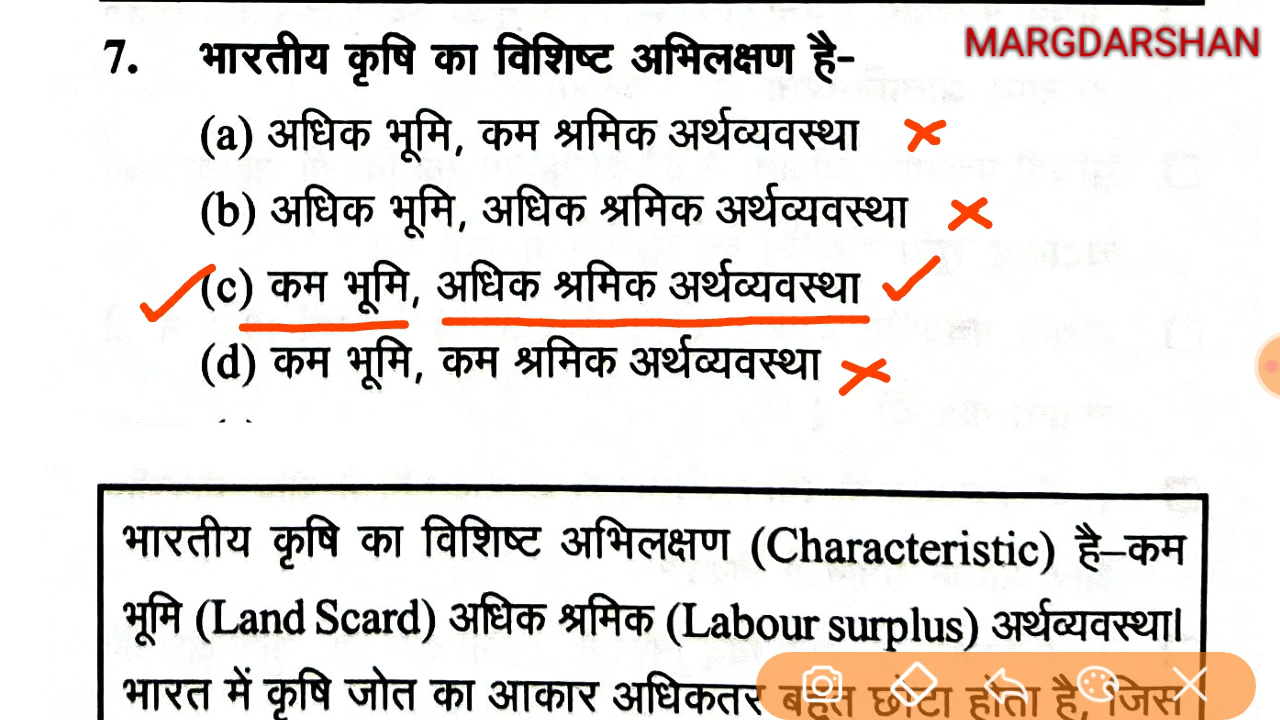 MARGDARSHAN
7. भारतीय कृषि का विशिष्ट अभिलक्षण है-
(a) अधिक भूमि, कम श्रमिक अर्थव्यवस्था
(b) अधिक भूमि, अधिक श्रमिक अर्थव्यवस्था
(c) कम भूमि, अधिक श्रमिक अर्थव्यवस्था
(d) कम भूमि, कम श्रमिक अर्थव्यवस्था
भारतीय कृषि का विशिष्ट अभिलक्षण (Characteristic) है–कम
भूमि (Land Scard) अधिक श्रमिक (Labour surplus) अर्थव्यवस्था।
भारत में कृषि जोत का आकार अधिकतर बहुत छोटा होता है, जिस